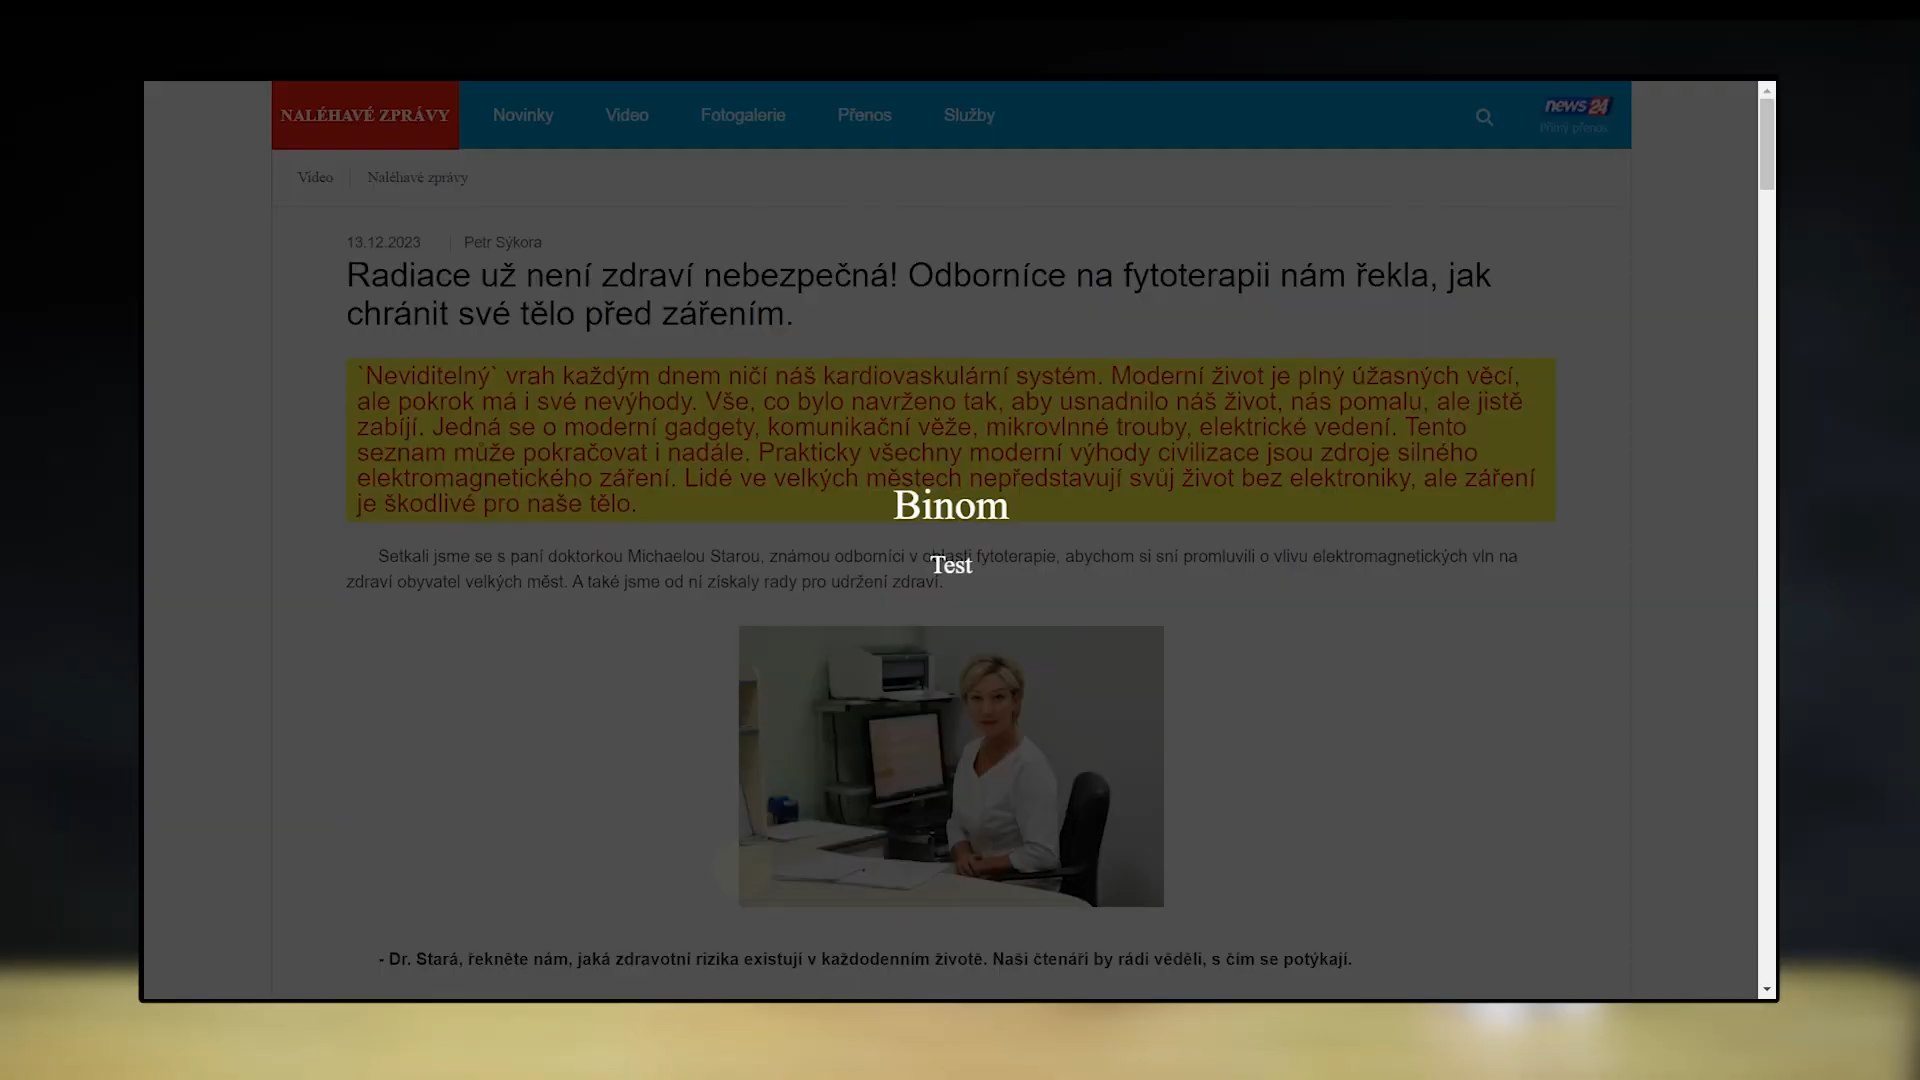 NALÉHAVÉ ZPRÁVY
Novinky
Video
Fotogalerie
Přenos
Služby
news 24
Přímý přenos
Video
Naléhavé zprávy
13.12.2023
Petr Sýkora
Radiace už není zdraví nebezpečná! Odborníce na fytoterapii nám řekla, jak
chránit své tělo před zářením.
`Neviditelný` vrah každým dnem ničí náš kardiovaskulární systém. Moderní život je plný úžasných věcí,
ale pokrok má i své nevýhody. Vše, co bylo navrženo tak, aby usnadnilo náš život, nás pomalu, ale jistě
zabíjí. Jedná se o moderní gadgety, komunikační věže, mikrovlnné trouby, elektrické vedení. Tento
seznam může pokračovat i nadále. Prakticky všechny moderní výhody civilizace jsou zdroje silného
elektromagnetického záření. Lidé ve velkých městech nepředstavují svůj život bez elektroniky, ale záření
je škodlivé pro naše tělo.
Binom
Setkali jsme se s paní doktorkou Michaelou Starou, známou odborníci v oblasti fytoterapie, abychom si sní promluvili o vlivu elektromagnetických vln na
Test
zdraví obyvatel velkých měst. A také jsme od ní získaly rady pro udržení zdraví.
- Dr. Stará, řekněte nám, jaká zdravotní rizika existují v každodenním životě. Naši čtenáři by rádi věděli, s čím se potýkají.